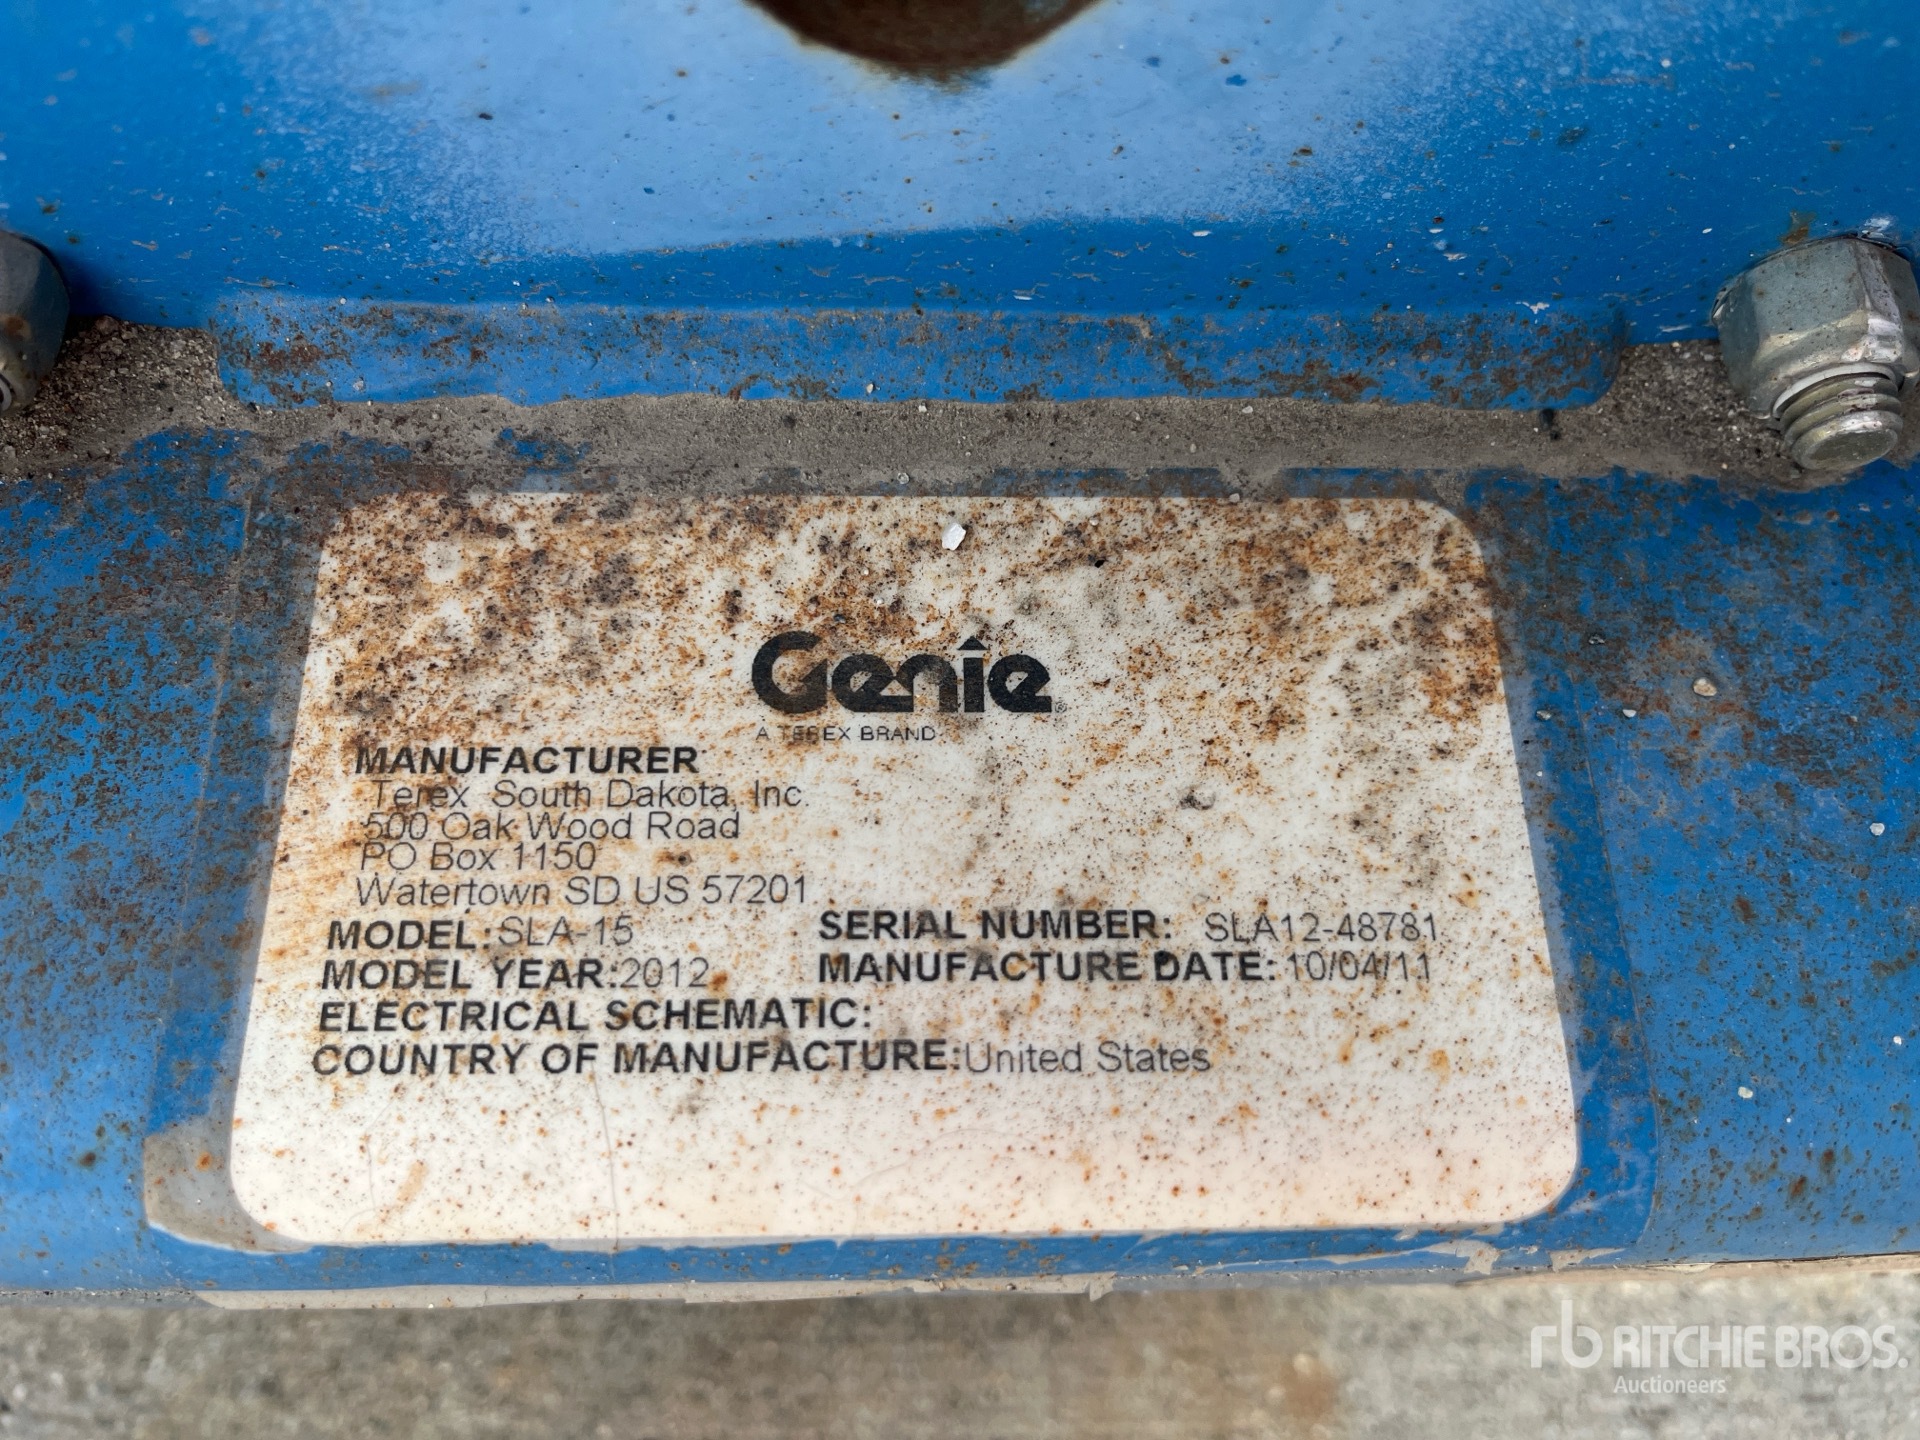 Genie®
A TEREX BRAND
MANUFACTURER
Terex South Dakota, Inc.
500 Oak Wood Road
PO Box 1150
Watertown SD US 57201
MODEL: SLA-15 SERIAL NUMBER: SLA12-48781
MODEL YEAR:2012 MANUFACTURE DATE: 10/04/11
ELECTRICAL SCHEMATIC:
COUNTRY OF MANUFACTURE:United States
rb RITCHIE BROS.
Auctioneers